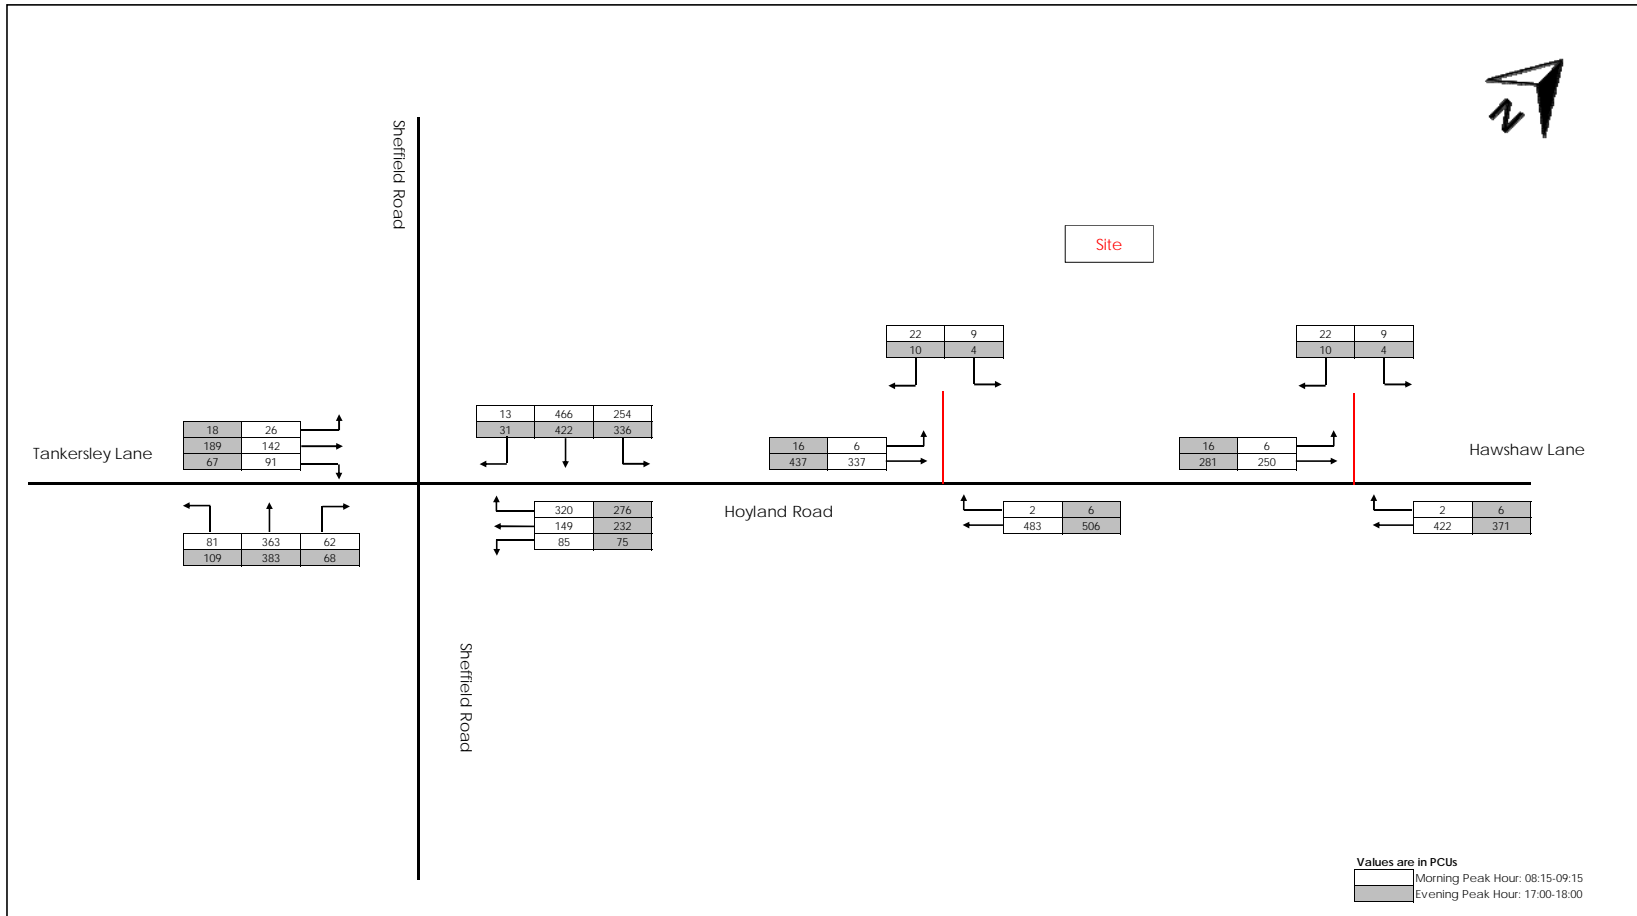 N
Sheffield Road
Site
22 9
10 4
22 9
10 4
13 466 254
31 422 336
18 26
189 142
67 91
Tankersley Lane
16 6
437 337
16 6
281 250
Hawshaw Lane
81 363 62
109 383 68
320 276
149 232
85 75
Hoyland Road
2 6
483 506
2 6
422 371
Sheffield Road
Values are in PCUs
Morning Peak Hour: 08:15-09:15
Evening Peak Hour: 17:00-18:00